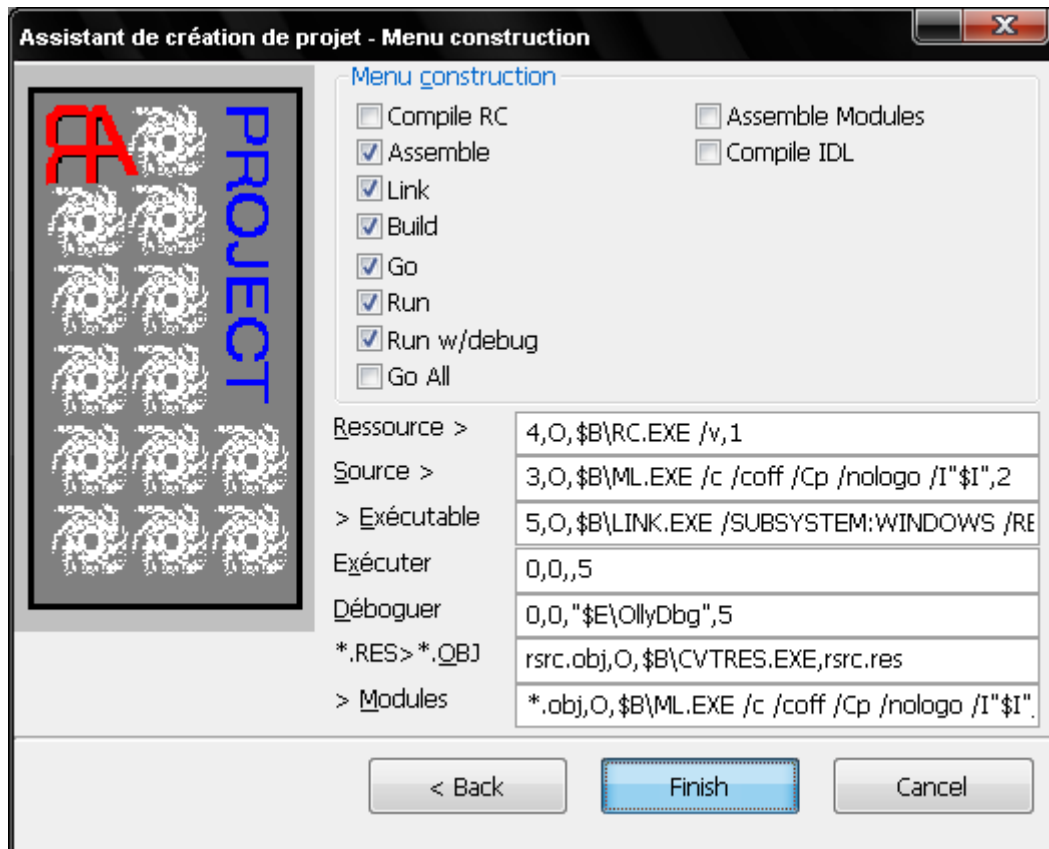 Assistant de création de projet - Menu construction
PROJECT
Menu construction
Compile RC
Assemble Modules
Assemble
Compile IDL
Link
Build
Go
Run
Run w/debug
Go All
Ressource > 4,O,$B\RC.EXE /v,1
Source > 3,O,$B\ML.EXE /c /coff /Cp /nologo /I"$I",2
> Exécutable 5,O,$B\LINK.EXE /SUBSYSTEM:WINDOWS /RE
Exécuter 0,0,,5
Déboguer 0,0,"$E\OllyDbg",5
*.RES>*.OBJ rsrc.obj,O,$B\CVTRES.EXE,rsrc.res
> Modules *.obj,O,$B\ML.EXE /c /coff /Cp /nologo /I"$I",
< Back Finish Cancel